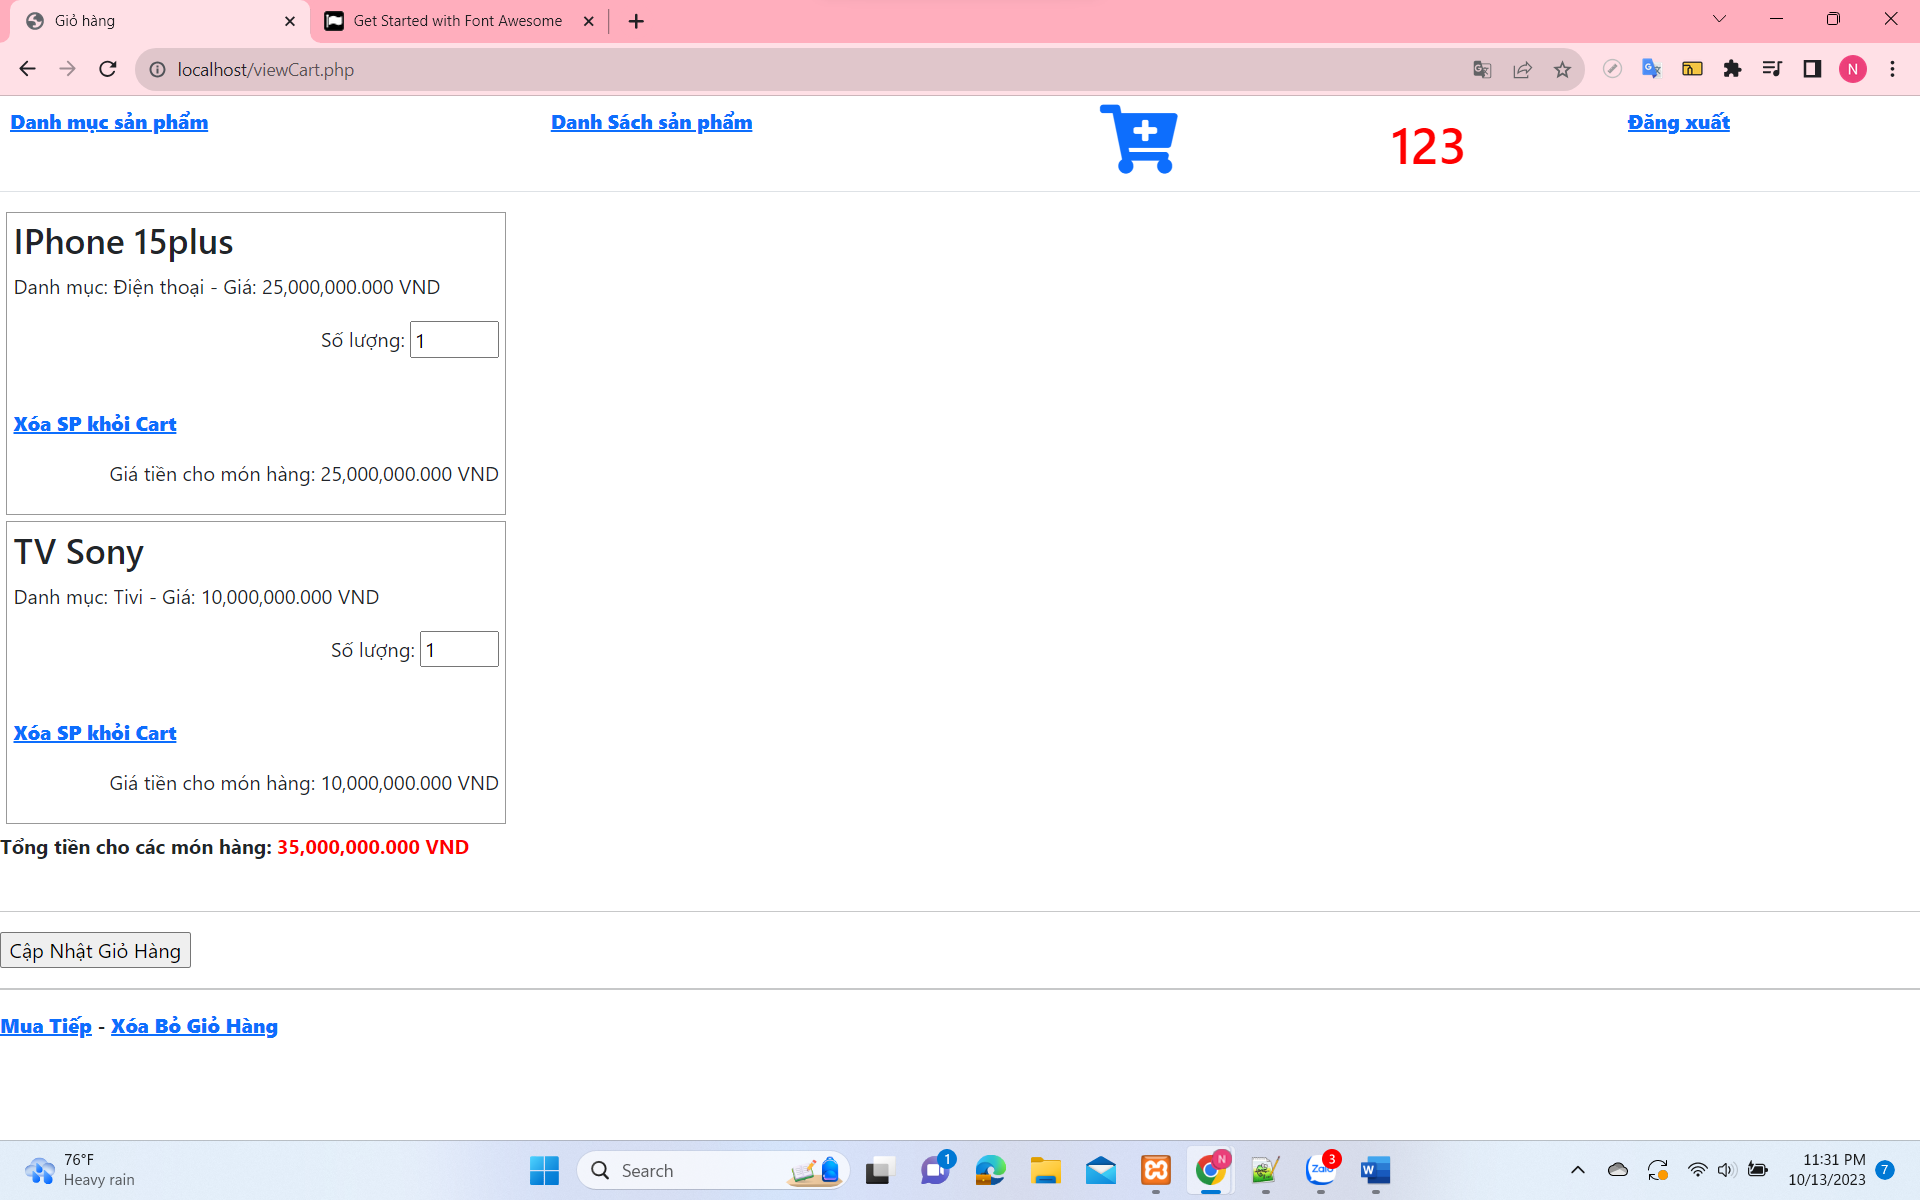 Giỏ hàng
Get Started with Font Awesome
localhost/viewCart.php
N
Danh mục sản phẩm
Danh Sách sản phẩm
123
Đăng xuất
IPhone 15plus
Danh mục: Điện thoại - Giá: 25,000,000.000 VND
Số lượng: 1
Xóa SP khỏi Cart
Giá tiền cho món hàng: 25,000,000.000 VND
TV Sony
Danh mục: Tivi - Giá: 10,000,000.000 VND
Số lượng: 1
Xóa SP khỏi Cart
Giá tiền cho món hàng: 10,000,000.000 VND
Tổng tiền cho các món hàng: 35,000,000.000 VND
Cập Nhật Giỏ Hàng
Mua Tiếp - Xóa Bỏ Giỏ Hàng
76°F
Heavy rain
Search
1
N
Zalo
3
W
11:31 PM
10/13/2023
7